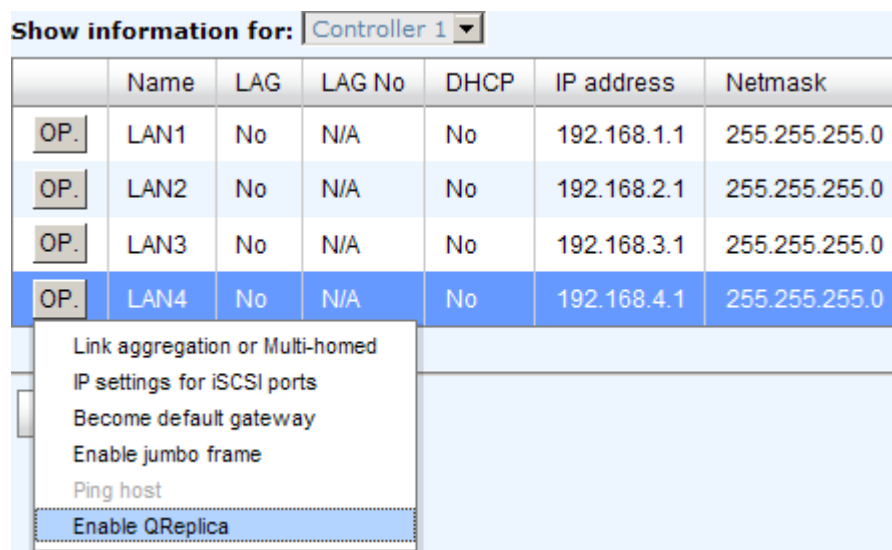 Show information for: Controller 1
Name LAG LAG No DHCP IP address Netmask
OP. LAN1 No N/A No 192.168.1.1 255.255.255.0
OP. LAN2 No N/A No 192.168.2.1 255.255.255.0
OP. LAN3 No N/A No 192.168.3.1 255.255.255.0
OP. LAN4 No N/A No 192.168.4.1 255.255.255.0
Link aggregation or Multi-homed
IP settings for iSCSI ports
Become default gateway
Enable jumbo frame
Ping host
Enable QReplica